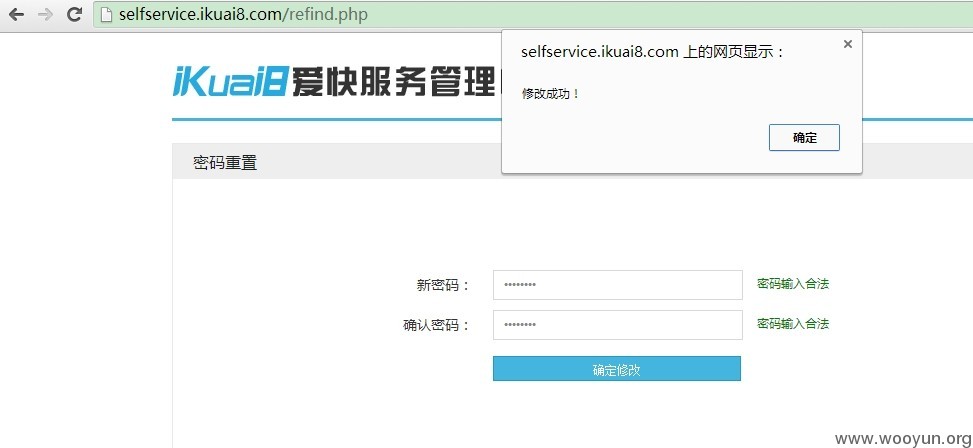 selfservice.ikuai8.com/refind.php
selfservice.ikuai8.com 上的网页显示：
修改成功！
确定
iKuai8 爱快服务管理
密码重置
新密码： •••••••• 密码输入合法
确认密码： •••••••• 密码输入合法
确定修改
www.wooyun.org